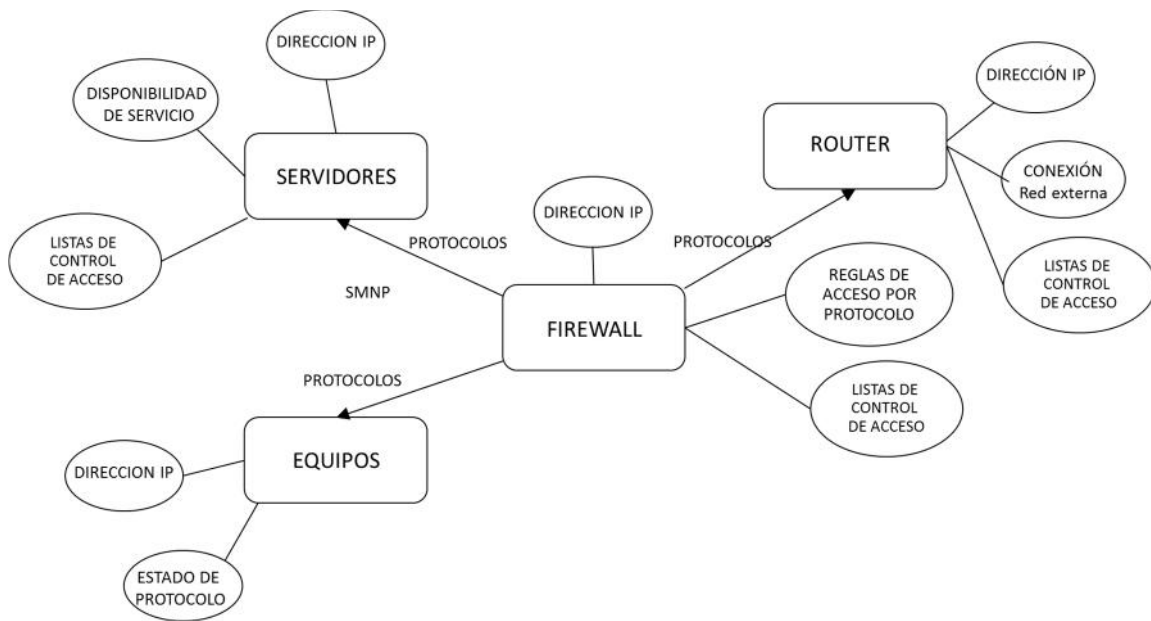 DIRECCION IP
DISPONIBILIDAD
DE SERVICIO
SERVIDORES
LISTAS DE
CONTROL
DE ACCESO
PROTOCOLOS
SMNP
DIRECCION IP
FIREWALL
PROTOCOLOS
ROUTER
DIRECCIÓN IP
CONEXIÓN
Red externa
LISTAS DE
CONTROL
DE ACCESO
REGLAS DE
ACCESO POR
PROTOCOLO
LISTAS DE
CONTROL
DE ACCESO
PROTOCOLOS
EQUIPOS
DIRECCION IP
ESTADO DE
PROTOCOLO